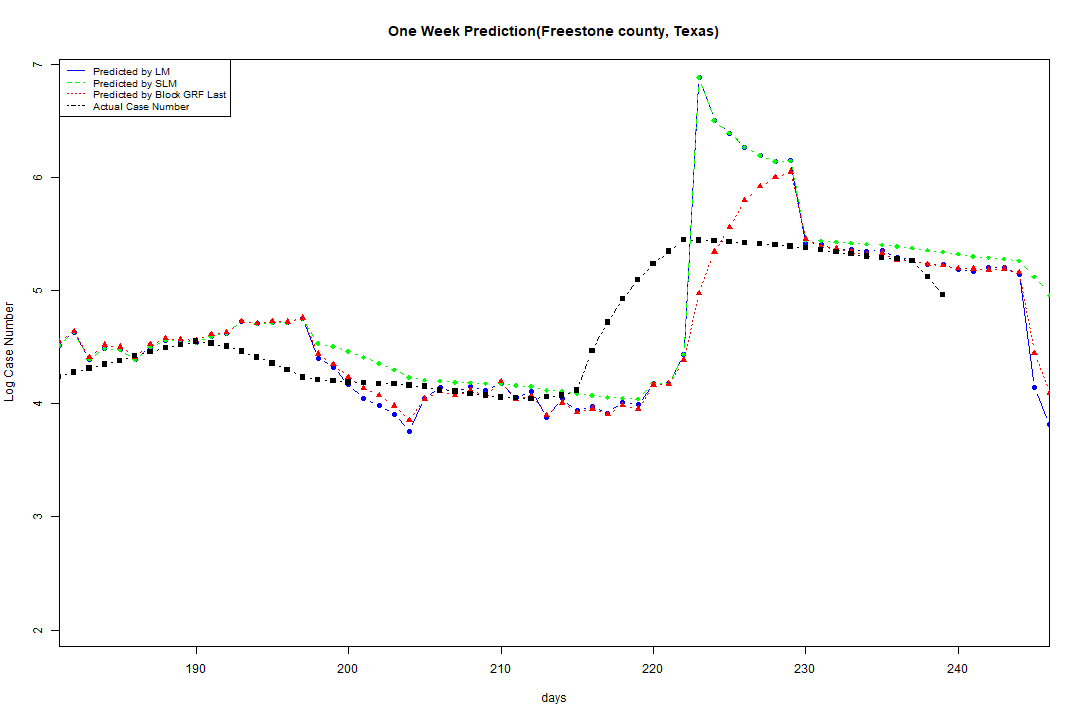 One Week Prediction(Freestone county, Texas)
Predicted by LM
Predicted by SLM
Predicted by Block GRF Last
Actual Case Number
7
6
5
4
3
2
Log Case Number
190 200 210 220 230 240
days